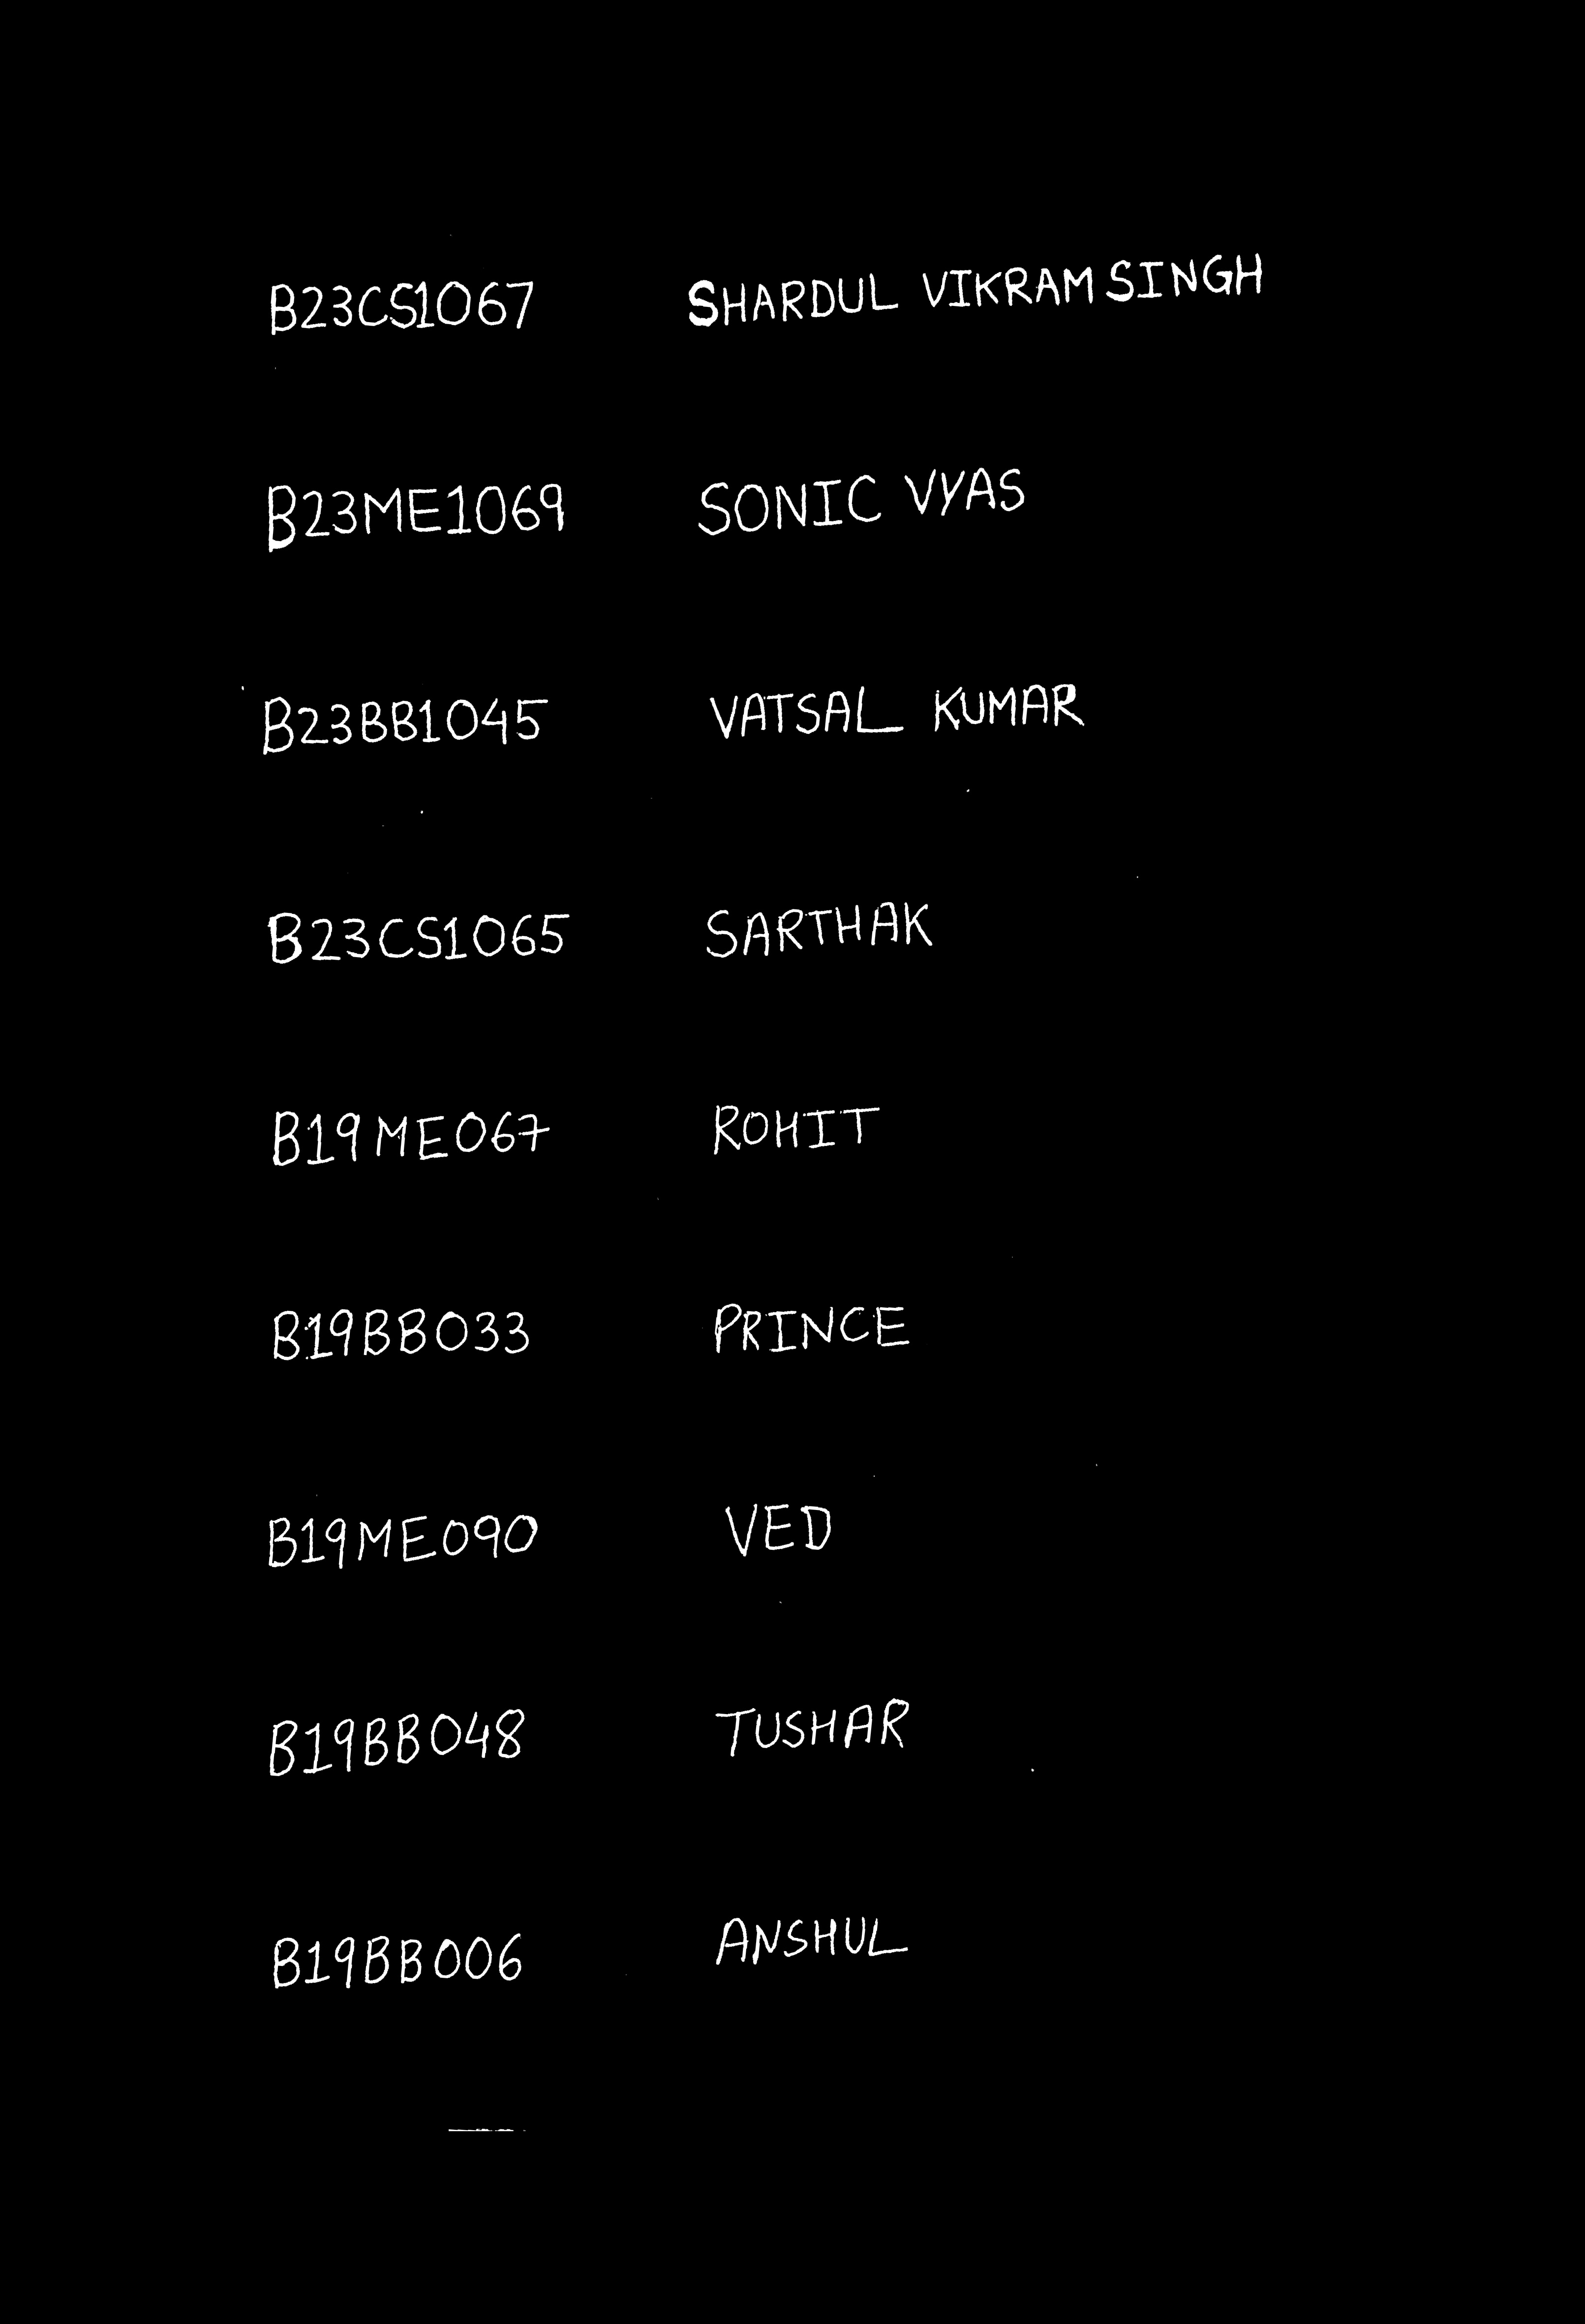 B23CS1067 SHARDUL VIKRAM SINGH
B23ME1069 SONIC VYAS
B23BB1045 VATSAL KUMAR
B23CS1065 SARTHAK
B19ME067 ROHIT
B19BB033 PRINCE
B19ME090 VED
B19BB048 TUSHAR
B19BB006 ANSHUL